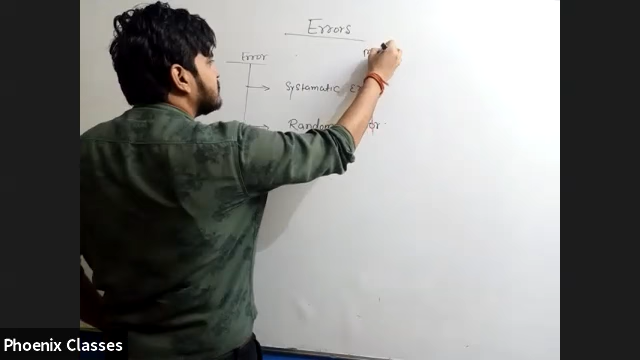 Errors
Error
Systematic
Random
Phoenix Classes